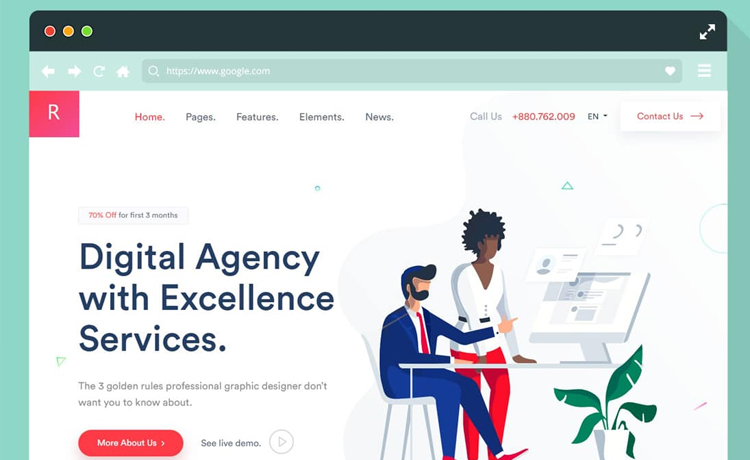 https://www.google.com
R
Home. Pages. Features. Elements. News. Call Us +880.762.009 EN Contact Us
70% Off for first 3 months
Digital Agency
with Excellence
Services.
The 3 golden rules professional graphic designer don't
want you to know about.
More About Us See live demo.